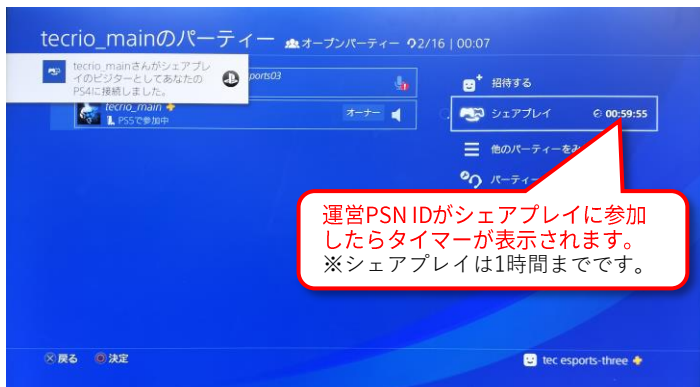 tecrio_mainのパーティー オープンパーティー 2/16 | 00:07
tecrio_mainさんがシェアプレ
イのビジターとしてあなたの
PS4に接続しました。
ports03
tecrio_main
PS5で参加中
オーナー
招待する
シェアプレイ 00:59:55
他のパーティーをみ
パーティー
運営PSN IDがシェアプレイに参加
したらタイマーが表示されます。
※シェアプレイは1時間までです。
戻る 決定
tec esports-three